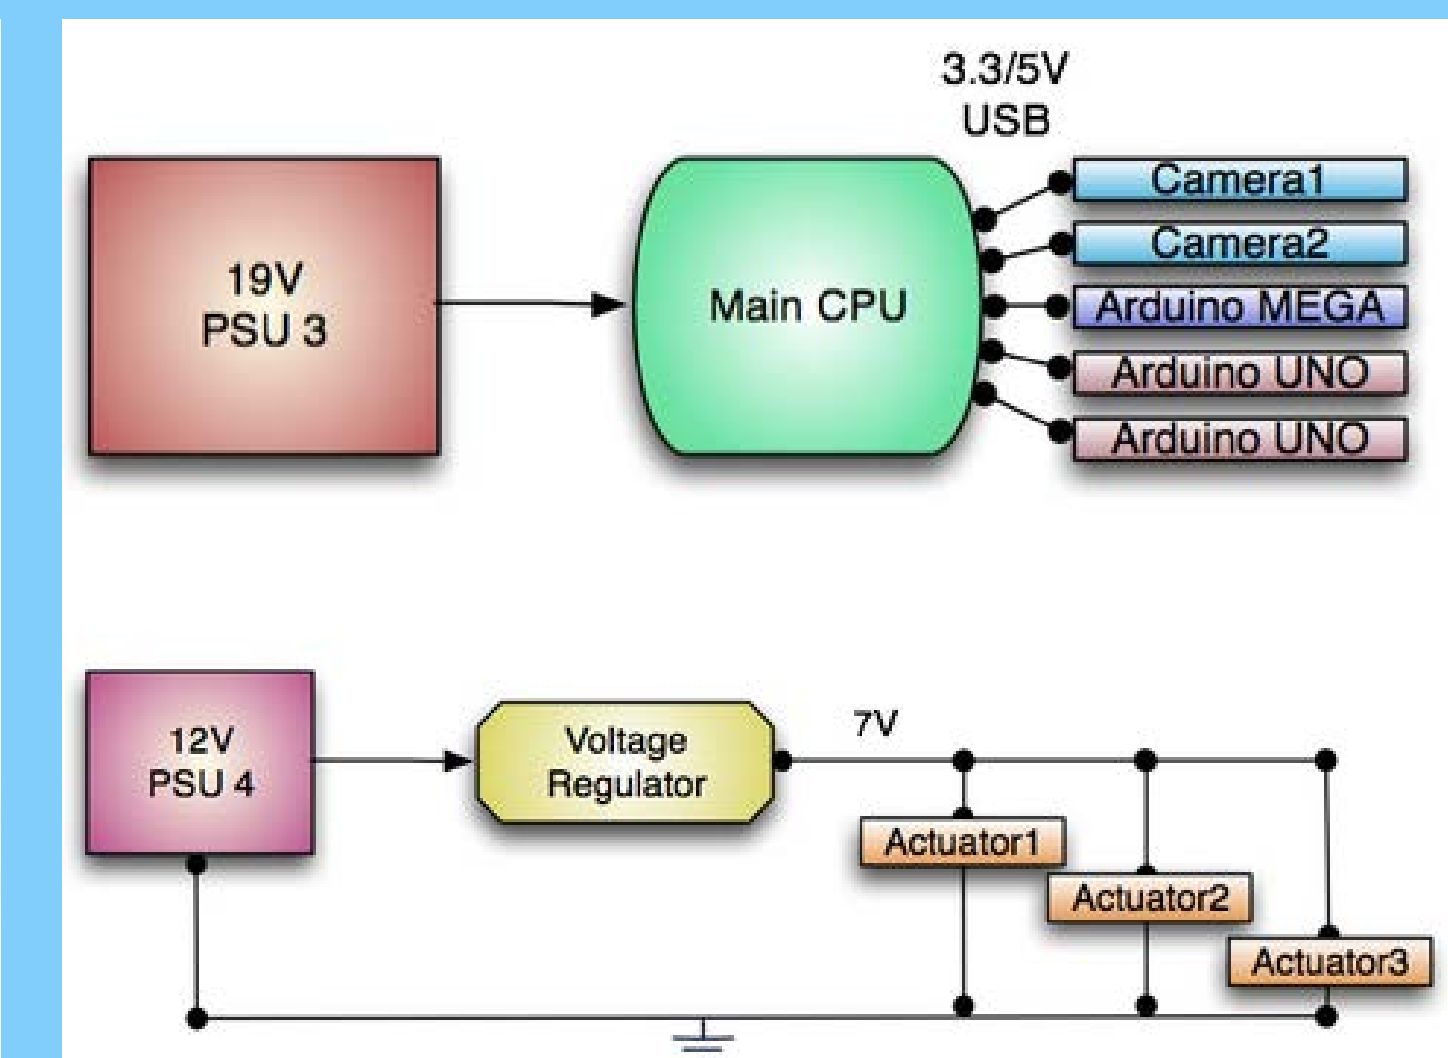 3.3/5V
USB
19V
PSU 3
Main CPU
Camera1
Camera2
Arduino MEGA
Arduino UNO
Arduino UNO
12V
PSU 4
Voltage
Regulator
7V
Actuator1
Actuator2
Actuator3